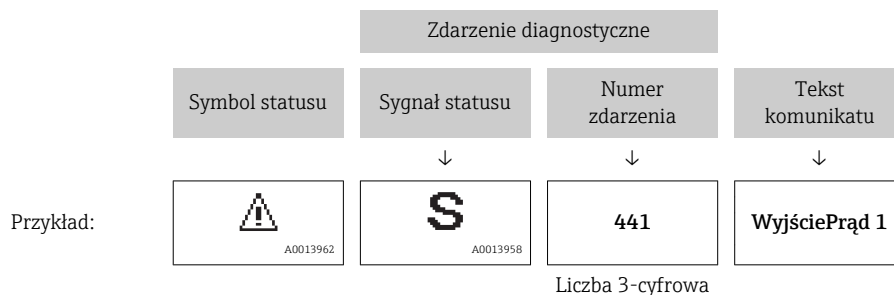 Zdarzenie diagnostyczne
Symbol statusu
Sygnał statusu
Numer
zdarzenia
Tekst
komunikatu
↓
↓
↓
Przykład:
A0013962
S
A0013958
441
WyjściePrąd 1
Liczba 3-cyfrowa